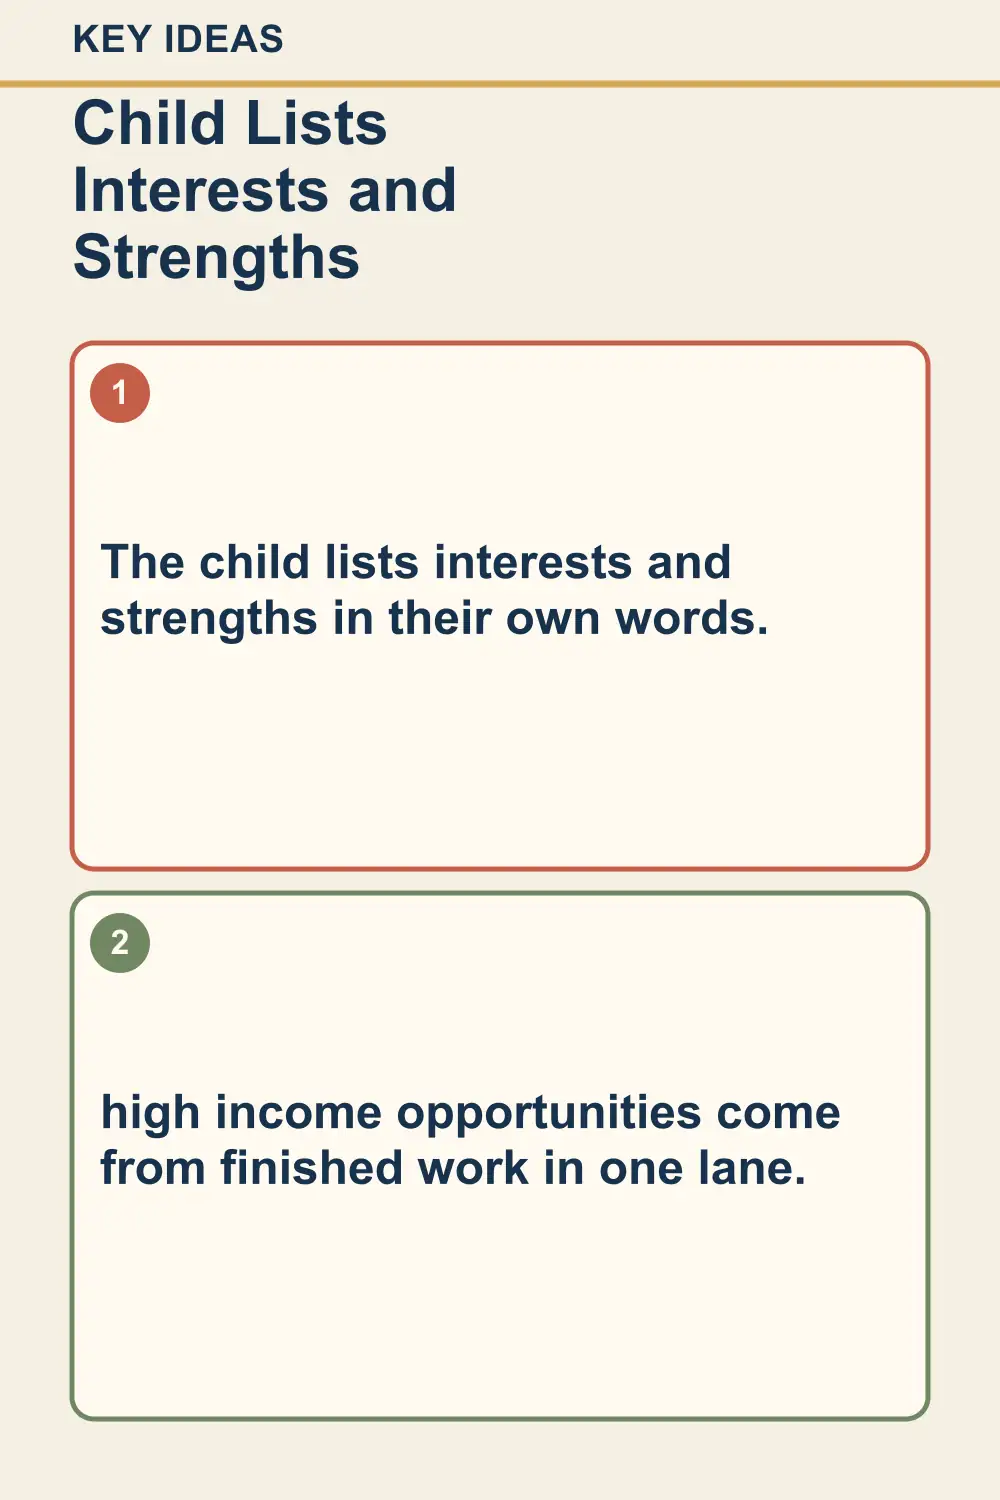 KEY IDEAS
Child Lists
Interests and
Strengths
1
The child lists interests and
strengths in their own words.
2
high income opportunities come
from finished work in one lane.